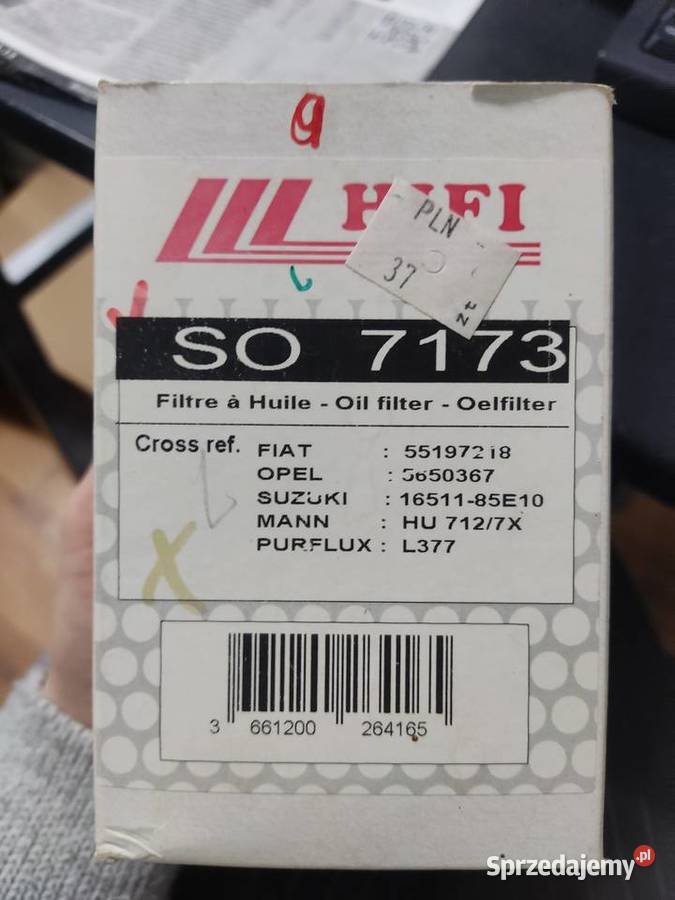 HIFI
PLN
37
zł
SO 7173
Filtre à Huile - Oil filter - Oelfilter
Cross ref.
FIAT : 55197218
OPEL : 5650367
SUZUKI : 16511-85E10
MANN : HU 712/7X
PURFLUX : L377
3 661200 264165
Sprzedajemy.pl